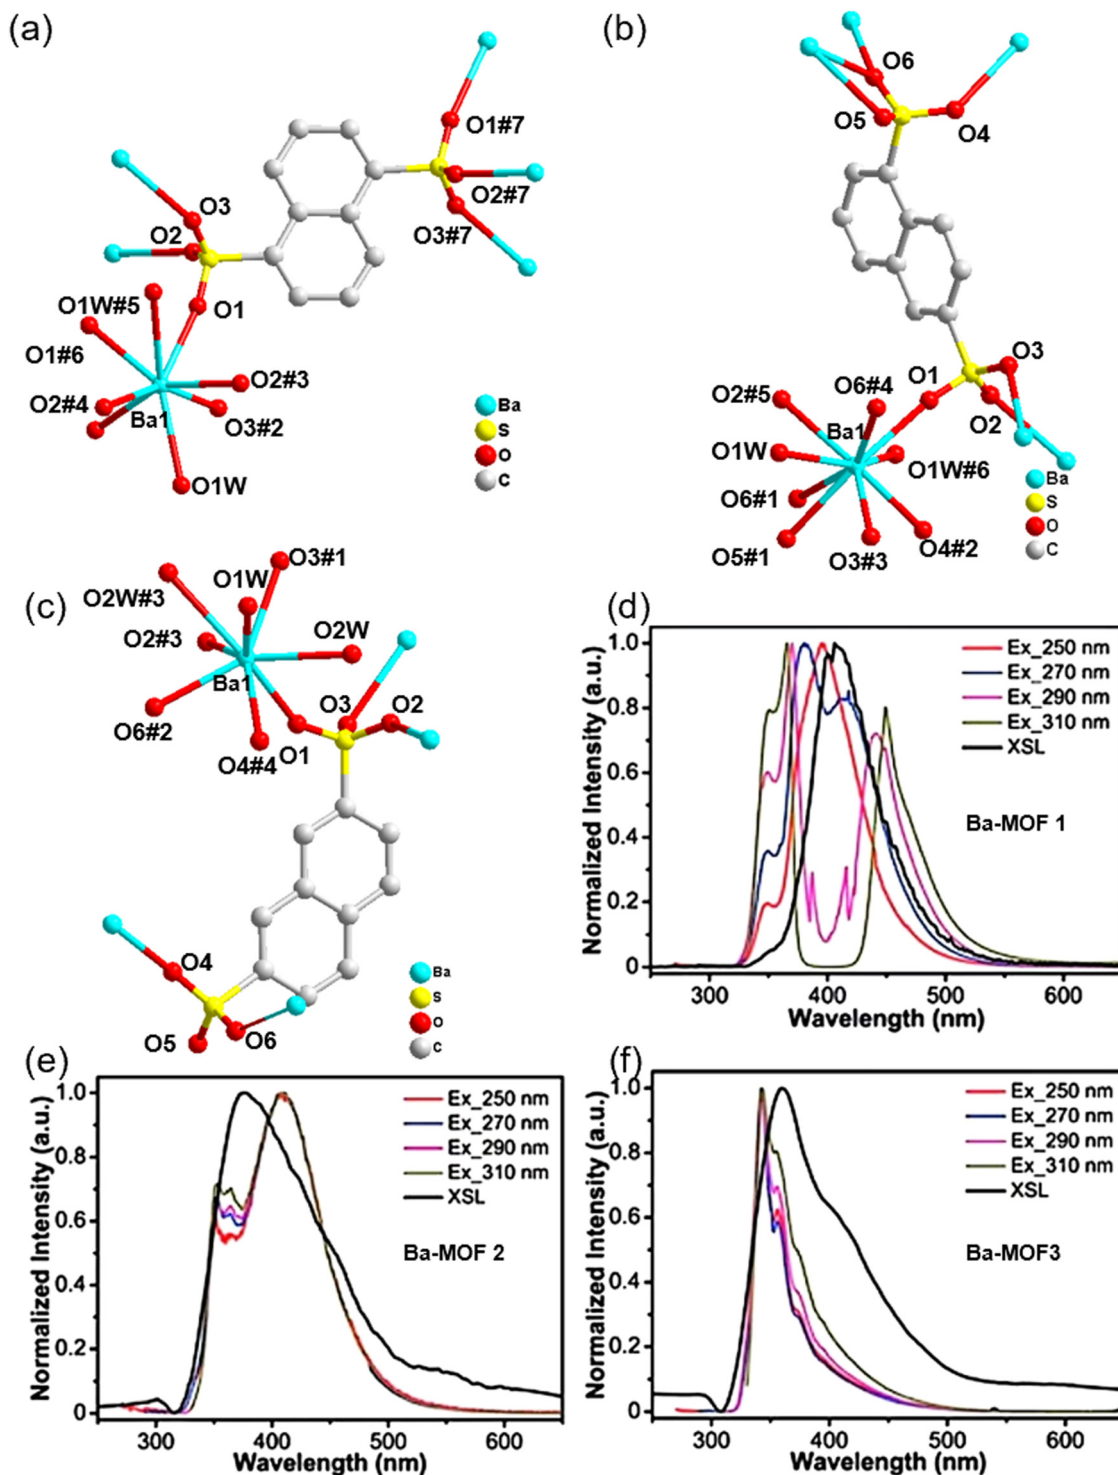 (a)
O1#7
O2#7
O3#7
O3
O2
O1
O1W#5
O1#6
O2#4
Ba1
O2#3
O3#2
O1W
Ba
S
O
C
(b)
O6
O5
O4
O3
O1
O2
O2#5
O6#4
Ba1
O1W
O1W#6
O6#1
O5#1
O3#3
O4#2
Ba
S
O
C
(c)
O3#1
O1W
O2W#3
O2#3
O2W
Ba1
O6#2
O4#4
O3
O2
O1
O4
O5
O6
Ba
S
O
C
(d)
Normalized Intensity (a.u.)
1.0
0.8
0.6
0.4
0.2
0
Ex_250 nm
Ex_270 nm
Ex_290 nm
Ex_310 nm
XSL
Ba-MOF 1
300 400 500 600
Wavelength (nm)
(e)
Normalized Intensity (a.u.)
1.0
0.8
0.6
0.4
0.2
0
Ex_250 nm
Ex_270 nm
Ex_290 nm
Ex_310 nm
XSL
Ba-MOF 2
300 400 500 600
Wavelength (nm)
(f)
Normalized Intensity (a.u.)
1.0
0.8
0.6
0.4
0.2
0
Ex_250 nm
Ex_270 nm
Ex_290 nm
Ex_310 nm
XSL
Ba-MOF3
300 400 500 600
Wavelength (nm)